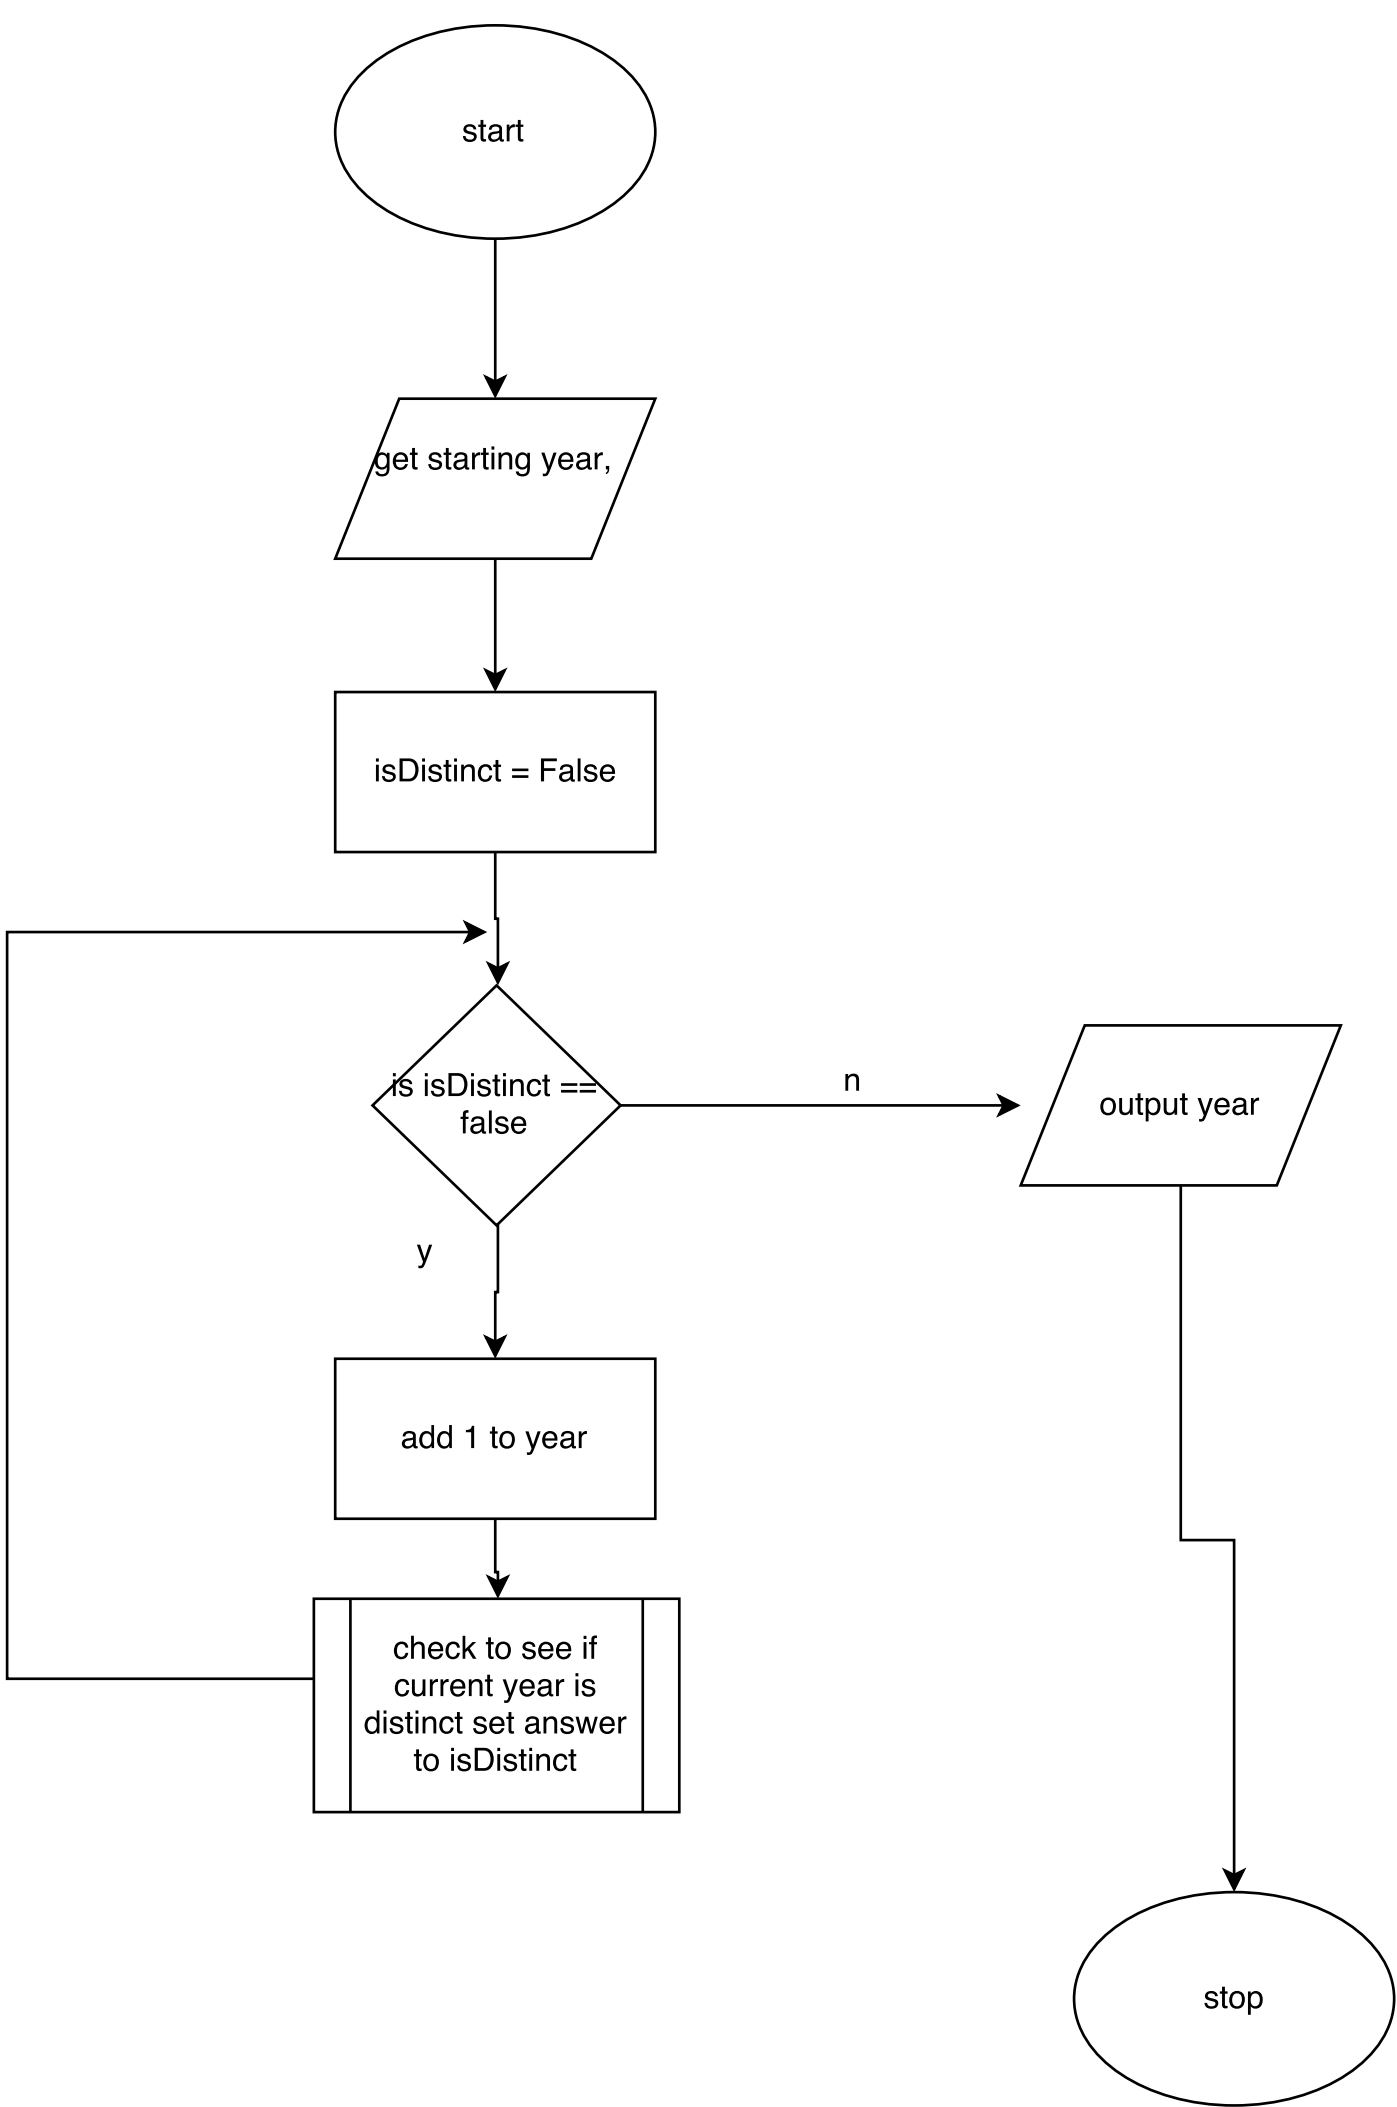 start
get starting year,
isDistinct = False
is isDistinct ==
false
n
output year
y
add 1 to year
check to see if
current year is
distinct set answer
to isDistinct
stop